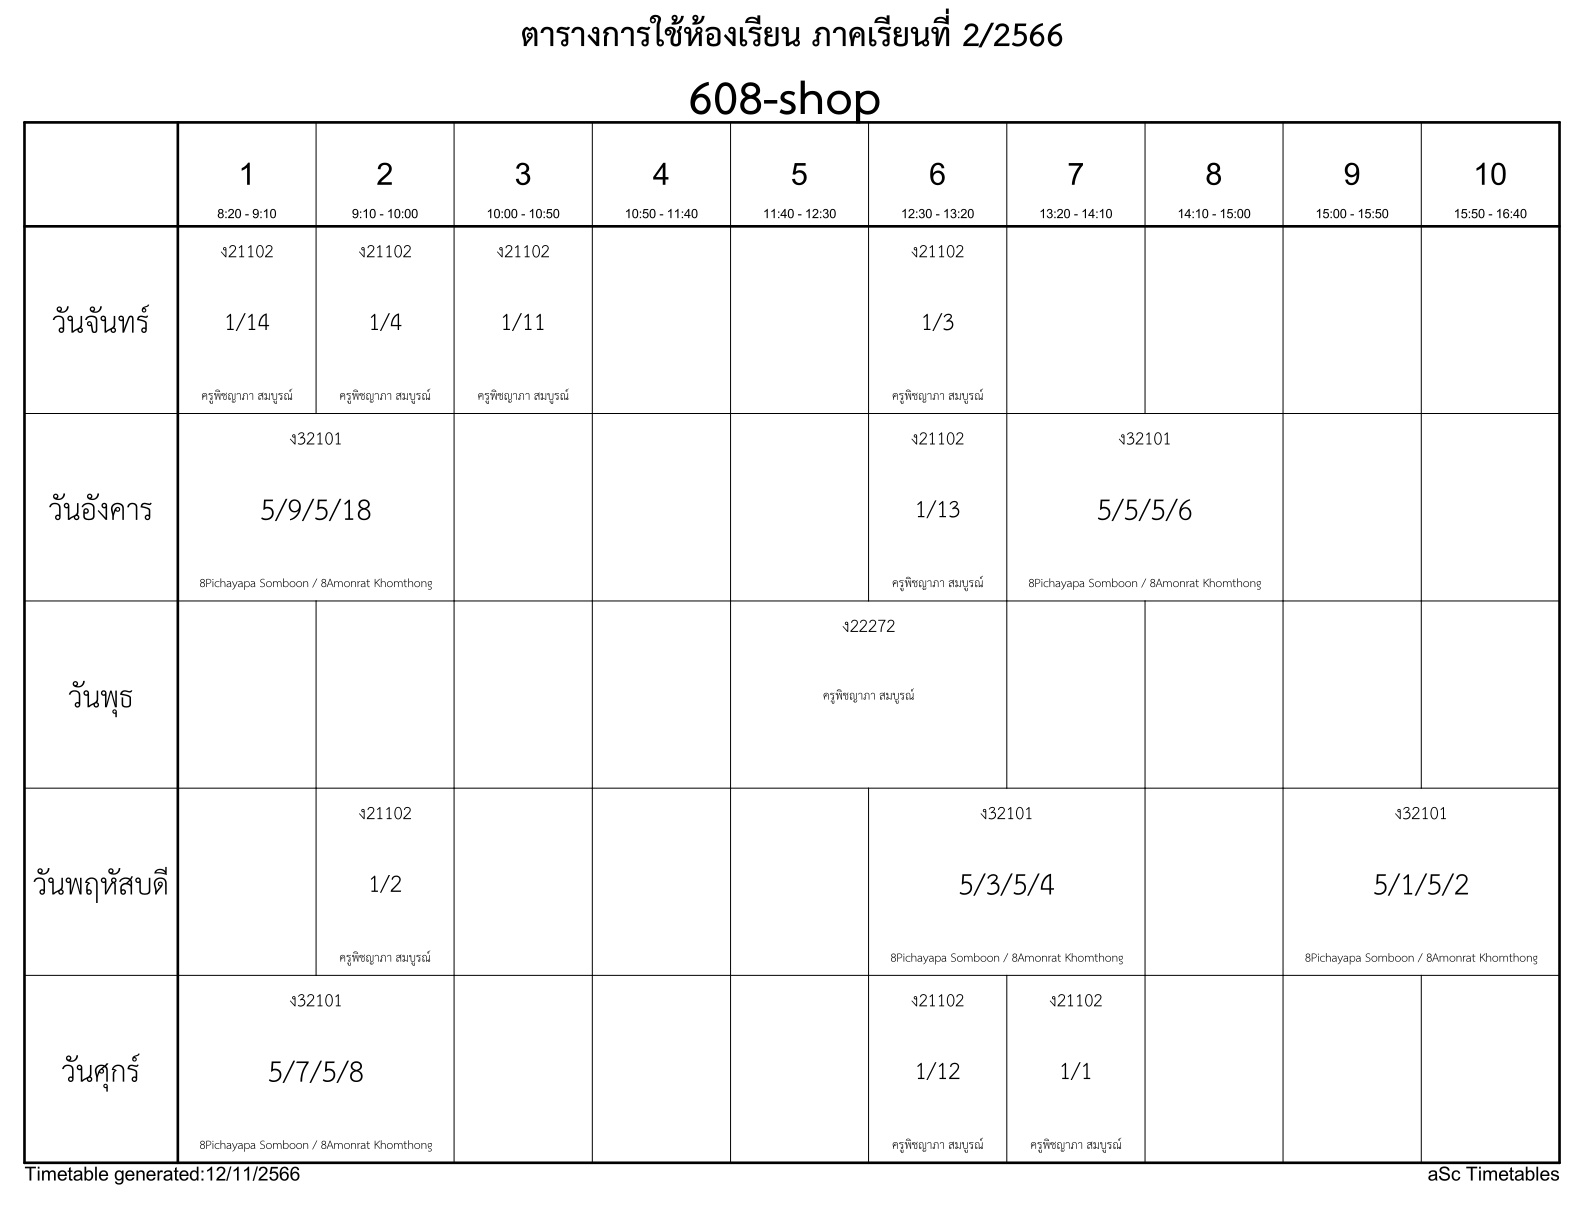 ตารางการใช้ห้องเรียน ภาคเรียนที่ 2/2566
608-shop
1 2 3 4 5 6 7 8 9 10
8:20 - 9:10 9:10 - 10:00 10:00 - 10:50 10:50 - 11:40 11:40 - 12:30 12:30 - 13:20 13:20 - 14:10 14:10 - 15:00 15:00 - 15:50 15:50 - 16:40
ง21102 ง21102 ง21102 ง21102
วันจันทร์ 1/14 1/4 1/11 1/3
ครูพิชญาภา สมบูรณ์ ครูพิชญาภา สมบูรณ์ ครูพิชญาภา สมบูรณ์ ครูพิชญาภา สมบูรณ์
ง32101 ง21102 ง32101
วันอังคาร 5/9/5/18 1/13 5/5/5/6
8Pichayapa Somboon / 8Amonrat Khomthong ครูพิชญาภา สมบูรณ์ 8Pichayapa Somboon / 8Amonrat Khomthong
ง22272
วันพุธ ครูพิชญาภา สมบูรณ์
ง21102 ง32101 ง32101
วันพฤหัสบดี 1/2 5/3/5/4 5/1/5/2
ครูพิชญาภา สมบูรณ์ 8Pichayapa Somboon / 8Amonrat Khomthong 8Pichayapa Somboon / 8Amonrat Khomthong
ง32101 ง21102 ง21102
วันศุกร์ 5/7/5/8 1/12 1/1
8Pichayapa Somboon / 8Amonrat Khomthong ครูพิชญาภา สมบูรณ์ ครูพิชญาภา สมบูรณ์
Timetable generated:12/11/2566 aSc Timetables